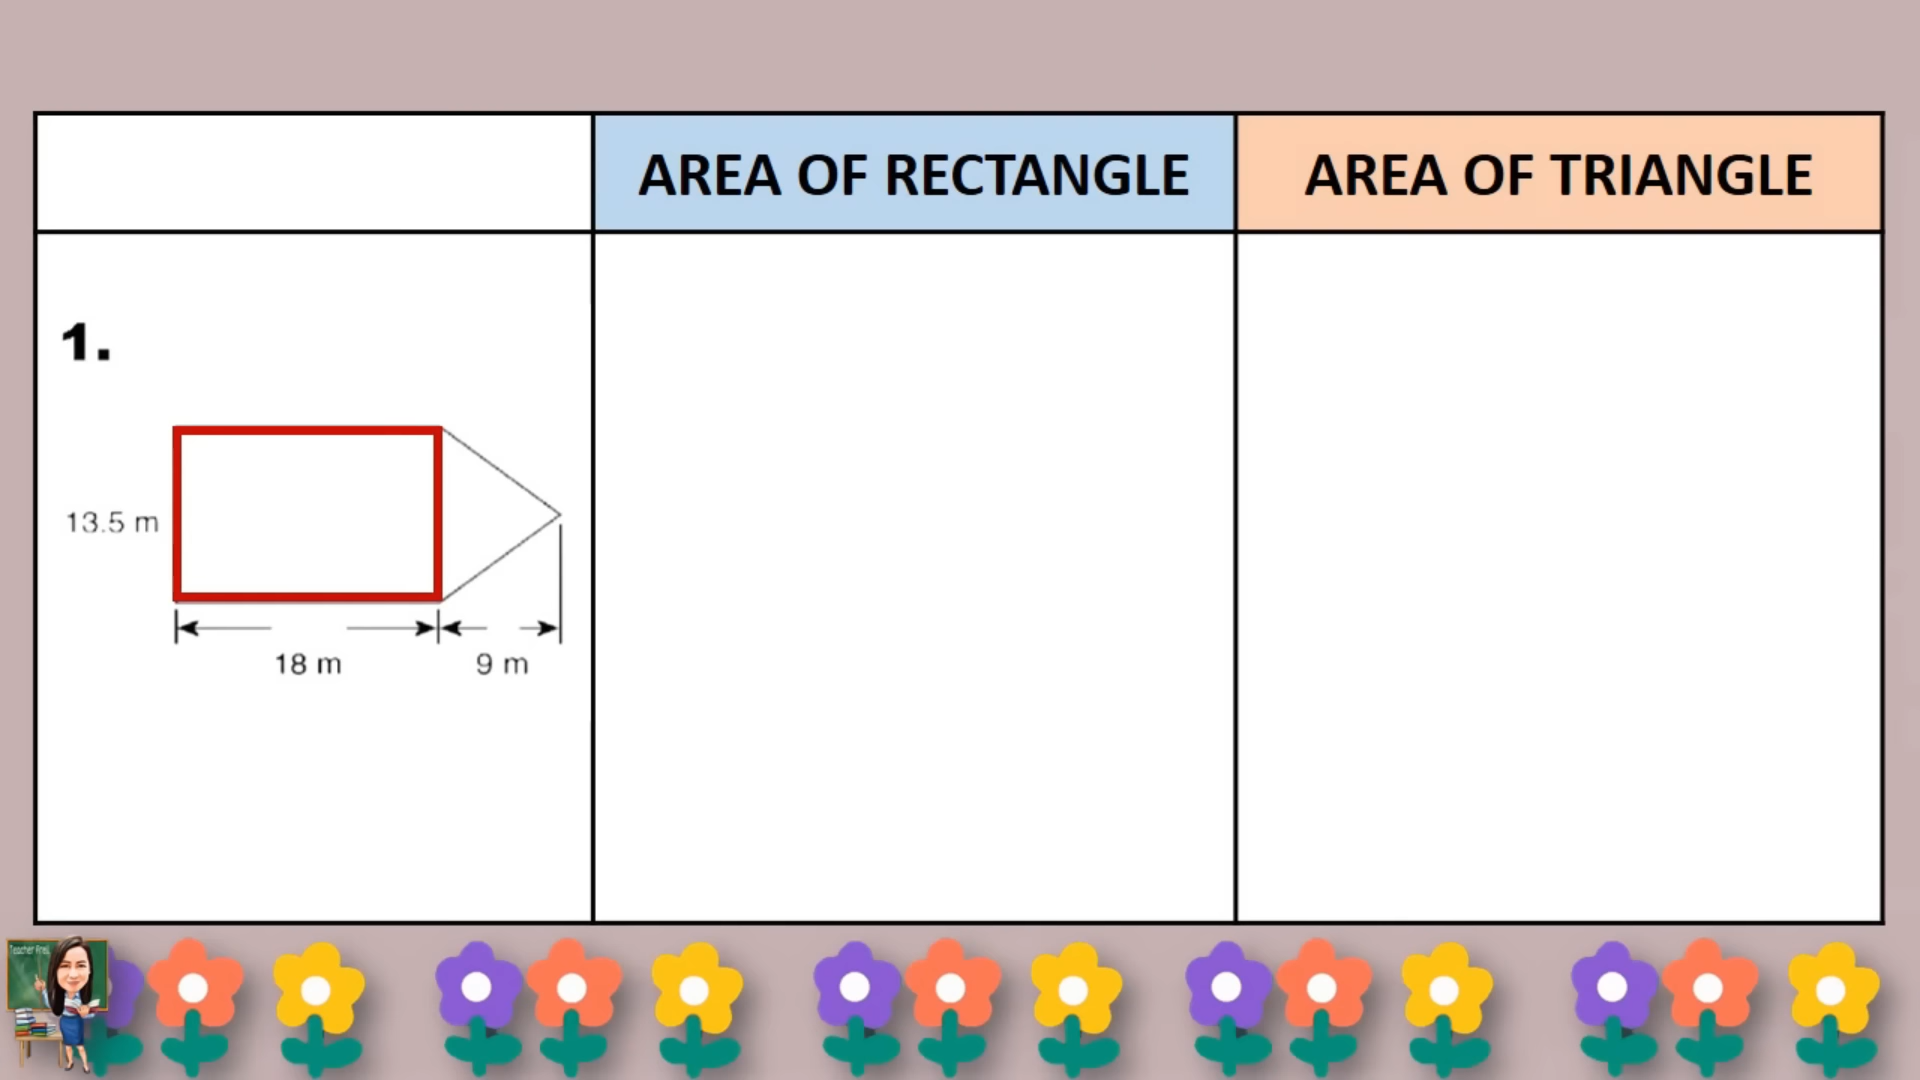 AREA OF RECTANGLE
AREA OF TRIANGLE
1.
13.5 m
18 m
9 m